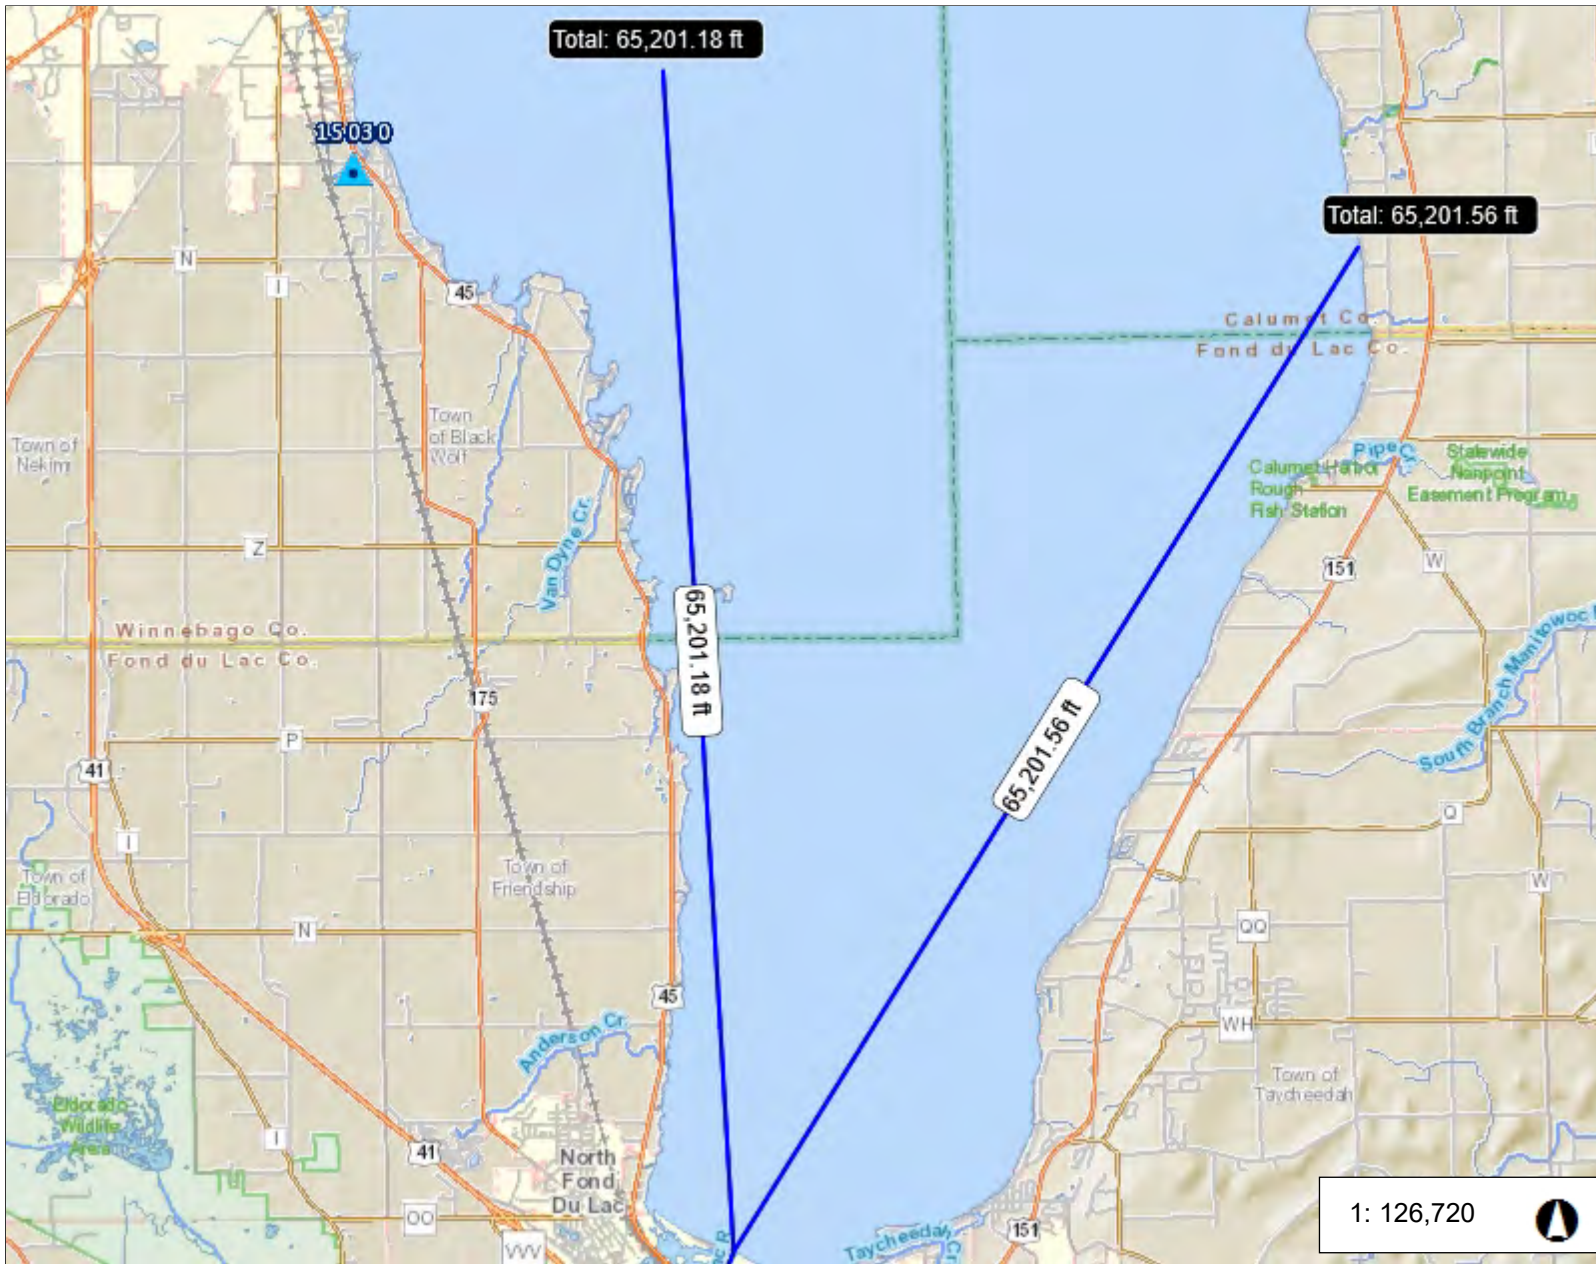 Total: 65,201.18 ft
15 03 0
N
I
45
Total: 65,201.56 ft
Calumet Co.
Fond du Lac Co.
Town of
Nekimi
Town
of Black
Wolf
Pipe Cr.
Calumet Harbor
Rough
Fish Station
Statewide
Nonpoint
Easement Program
Z
Van Dyne Cr.
151
W
65,201.18 ft
Winnebago Co.
Fond du Lac Co.
South Branch Manitowoc
175
P
41
65,201.56 ft
I
Q
Town of
Eldorado
Town of
Friendship
W
N
QQ
45
WH
Anderson Cr.
Town of
Taycheedah
Eldorado
Wildlife
Area
I
41
North
Fond
Du Lac
OO
VVV
ac R
Taycheedah Cr.
151
1: 126,720